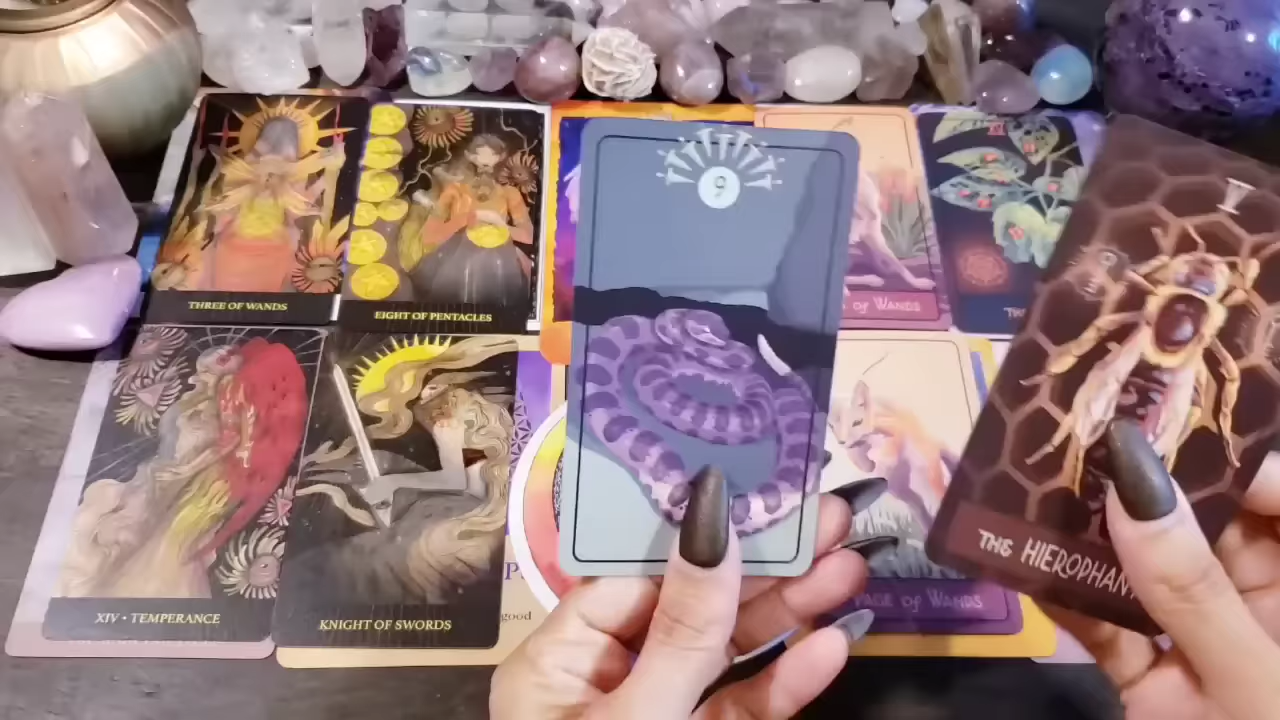 THREE OF WANDS
EIGHT OF PENTACLES
9
OF WANDS
V
THE HIEROPHAN
XIV • TEMPERANCE
KNIGHT OF SWORDS
good
PAGE OF WANDS